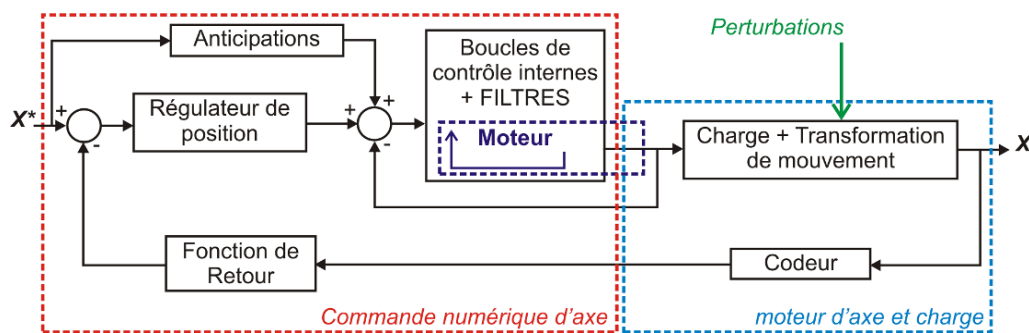 Anticipations
Perturbations
Boucles de
contrôle internes
+ FILTRES
X*
+
-
Régulateur de
position
+
+
-
Moteur
Charge + Transformation
de mouvement
X
Fonction de
Retour
Codeur
Commande numérique d'axe
moteur d'axe et charge